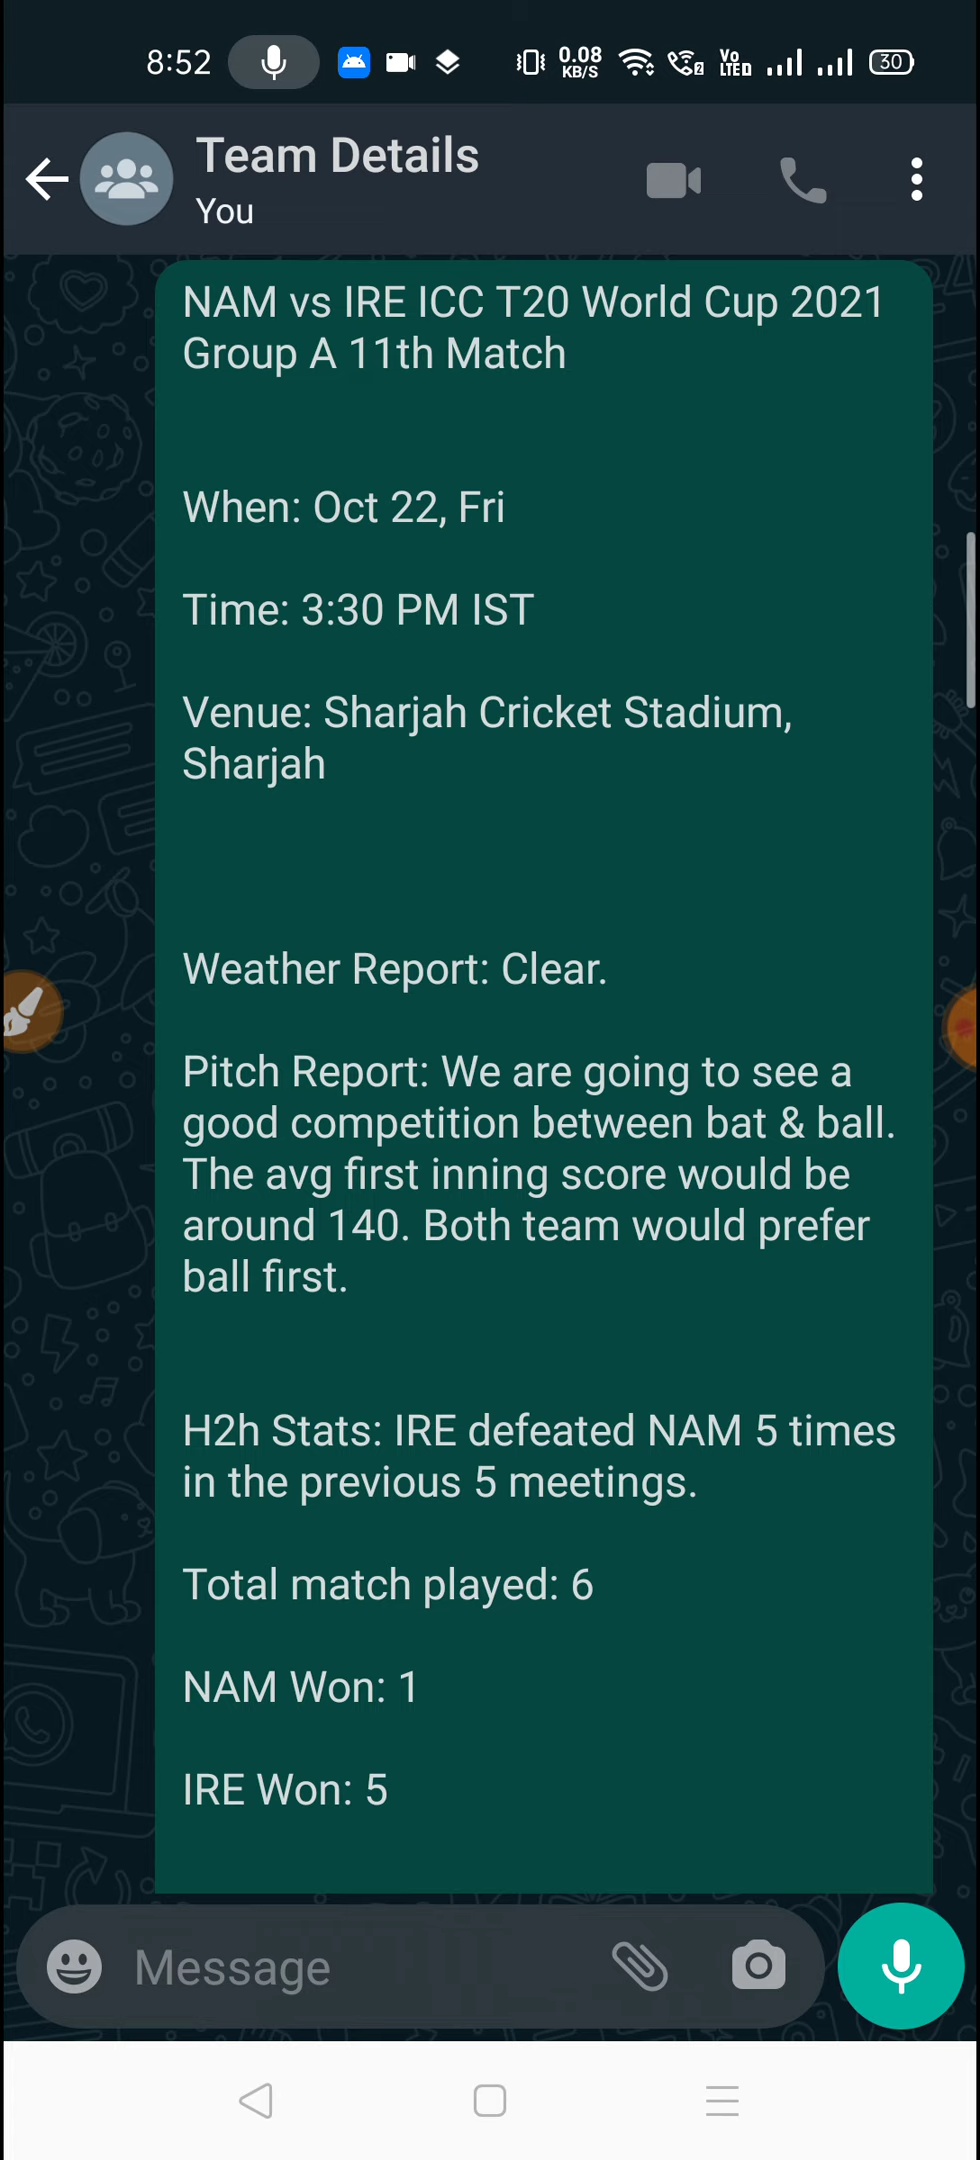 8:52
0.08
KB/S
2
Vo
LTE D
30
Team Details
You
NAM vs IRE ICC T20 World Cup 2021
Group A 11th Match
When: Oct 22, Fri
Time: 3:30 PM IST
Venue: Sharjah Cricket Stadium,
Sharjah
Weather Report: Clear.
Pitch Report: We are going to see a
good competition between bat & ball.
The avg first inning score would be
around 140. Both team would prefer
ball first.
H2h Stats: IRE defeated NAM 5 times
in the previous 5 meetings.
Total match played: 6
NAM Won: 1
IRE Won: 5
Message